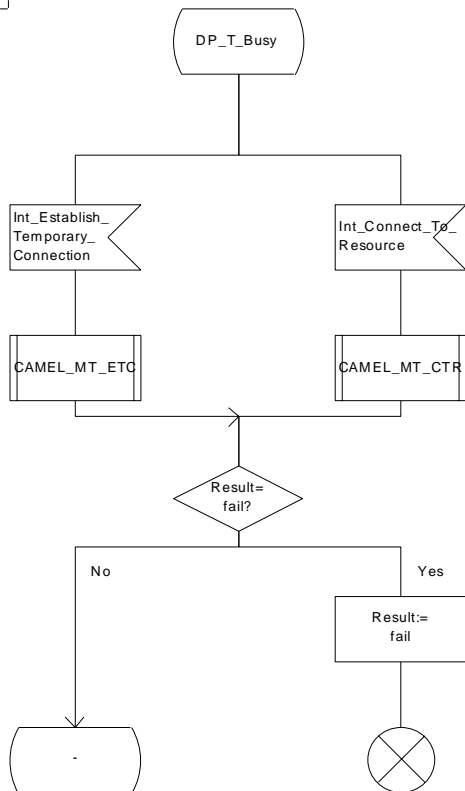 DP_T_Busy
Int_Establish_
Temporary_
Connection
Int_Connect_To_
Resource
CAMEL_MT_ETC
CAMEL_MT_CTR
Result=
fail?
No
Yes
Result:=
fail
-